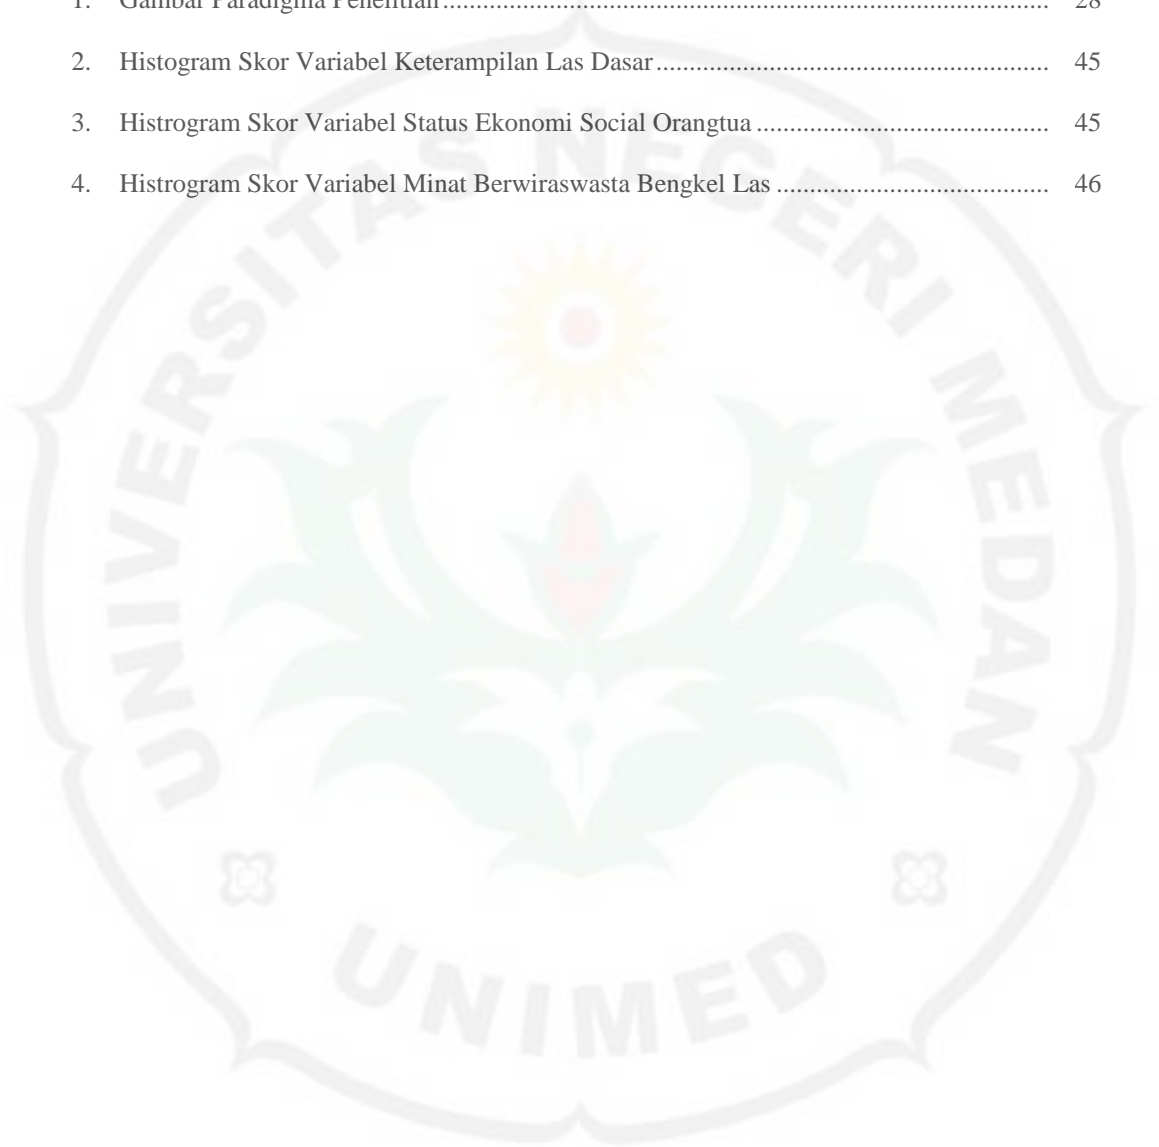 1. Gambar Paradigma Penelitian ........................................ 28
2. Histogram Skor Variabel Keterampilan Las Dasar ........................................ 45
3. Histrogram Skor Variabel Status Ekonomi Social Orangtua ........................................ 45
4. Histrogram Skor Variabel Minat Berwiraswasta Bengkel Las ........................................ 46
UNIVERSITAS NEGERI MEDAN
UNIMED